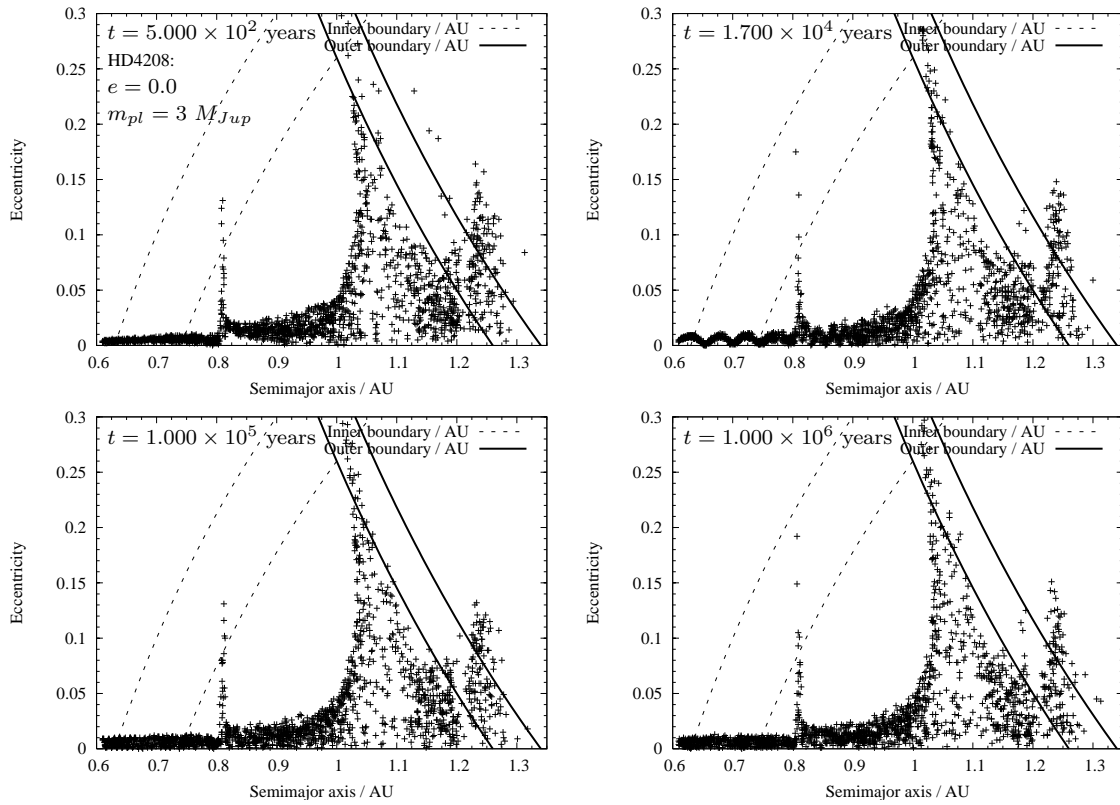 t = 5.000 × 10² years
HD4208:
e = 0.0
m_pl = 3 M_Jup
Inner boundary / AU
Outer boundary / AU
0.3
0.25
0.2
0.15
0.1
0.05
0
Eccentricity
0.6 0.7 0.8 0.9 1 1.1 1.2 1.3
Semimajor axis / AU
t = 1.700 × 10⁴ years
Inner boundary / AU
Outer boundary / AU
0.3
0.25
0.2
0.15
0.1
0.05
0
Eccentricity
0.6 0.7 0.8 0.9 1 1.1 1.2 1.3
Semimajor axis / AU
t = 1.000 × 10⁵ years
Inner boundary / AU
Outer boundary / AU
0.3
0.25
0.2
0.15
0.1
0.05
0
Eccentricity
0.6 0.7 0.8 0.9 1 1.1 1.2 1.3
Semimajor axis / AU
t = 1.000 × 10⁶ years
Inner boundary / AU
Outer boundary / AU
0.3
0.25
0.2
0.15
0.1
0.05
0
Eccentricity
0.6 0.7 0.8 0.9 1 1.1 1.2 1.3
Semimajor axis / AU